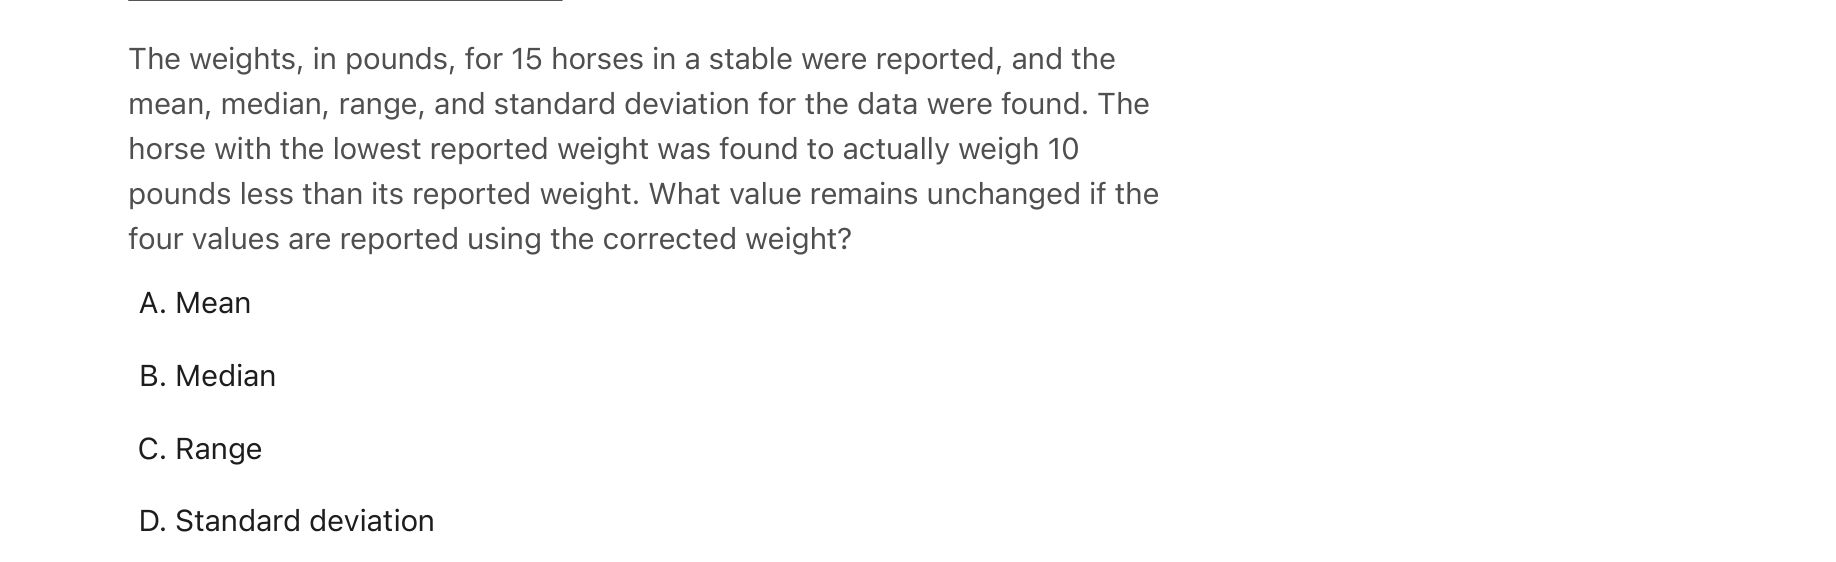 The weights, in pounds, for 15 horses in a stable were reported, and the
mean, median, range, and standard deviation for the data were found. The
horse with the lowest reported weight was found to actually weigh 10
pounds less than its reported weight. What value remains unchanged if the
four values are reported using the corrected weight?
A. Mean
B. Median
C. Range
D. Standard deviation